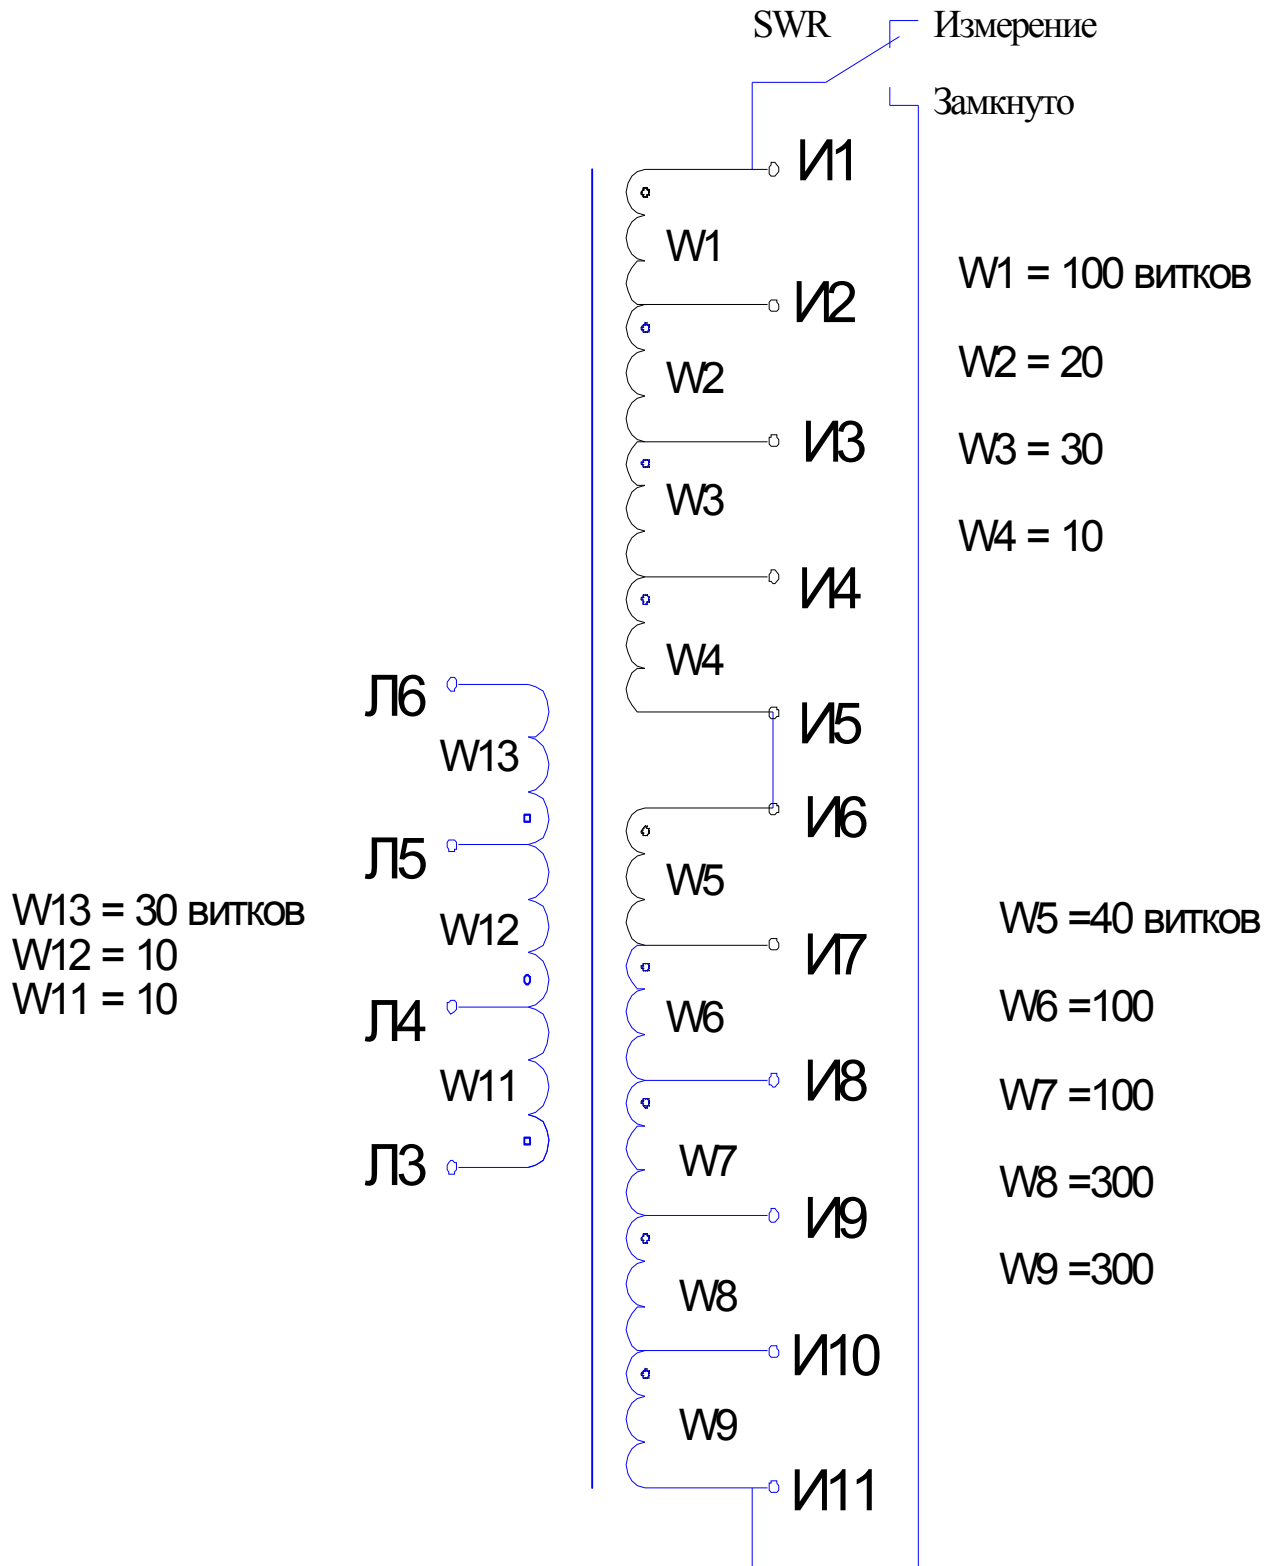 SWR
Измерение
Замкнуто
И1
W1
W1 = 100 витков
И2
W2
W2 = 20
И3
W3 = 30
W3
W4 = 10
И4
W4
Л6
И5
W13
И6
Л5
W5
W13 = 30 витков
W12
W5 =40 витков
W12 = 10
И7
W11 = 10
W6 =100
Л4
W6
W11
И8
W7 =100
Л3
W7
W8 =300
И9
W9 =300
W8
И10
W9
И11